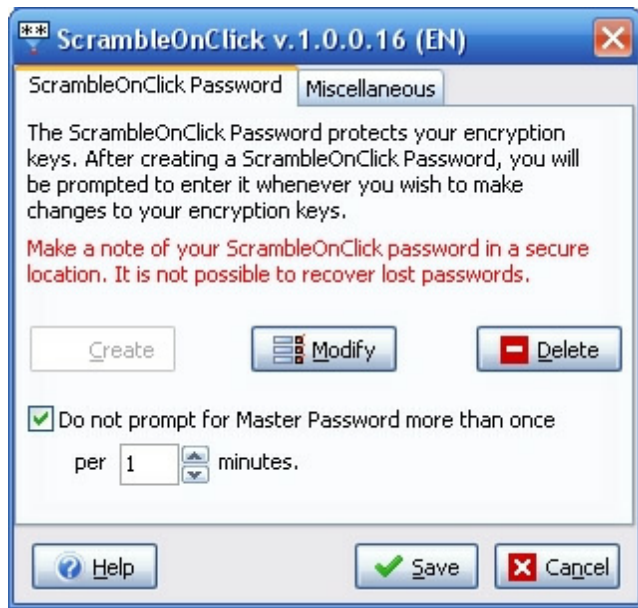 ** ScrambleOnClick v.1.0.0.16 (EN)
ScrambleOnClick Password Miscellaneous
The ScrambleOnClick Password protects your encryption
keys. After creating a ScrambleOnClick Password, you will
be prompted to enter it whenever you wish to make
changes to your encryption keys.
Make a note of your ScrambleOnClick password in a secure
location. It is not possible to recover lost passwords.
Create Modify Delete
Do not prompt for Master Password more than once
per 1 minutes.
Help Save Cancel